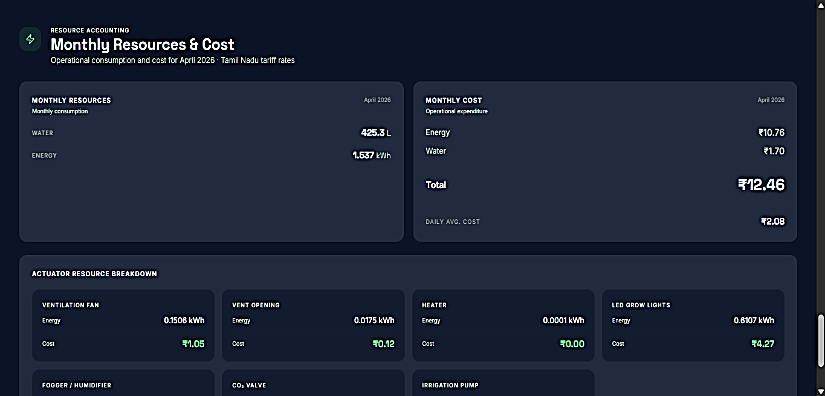 RESOURCE ACCOUNTING
Monthly Resources & Cost
Operational consumption and cost for April 2026 · Tamil Nadu tariff rates
MONTHLY RESOURCES April 2026
Monthly consumption
WATER 425.3 L
ENERGY 1.537 kWh
MONTHLY COST April 2026
Operational expenditure
Energy ₹10.76
Water ₹1.70
Total ₹12.46
DAILY AVG. COST ₹2.08
ACTUATOR RESOURCE BREAKDOWN
VENTILATION FAN
Energy 0.1506 kWh
Cost ₹1.05
VENT OPENING
Energy 0.0175 kWh
Cost ₹0.12
HEATER
Energy 0.0001 kWh
Cost ₹0.00
LED GROW LIGHTS
Energy 0.6107 kWh
Cost ₹4.27
FOGGER / HUMIDIFIER
CO₂ VALVE
IRRIGATION PUMP